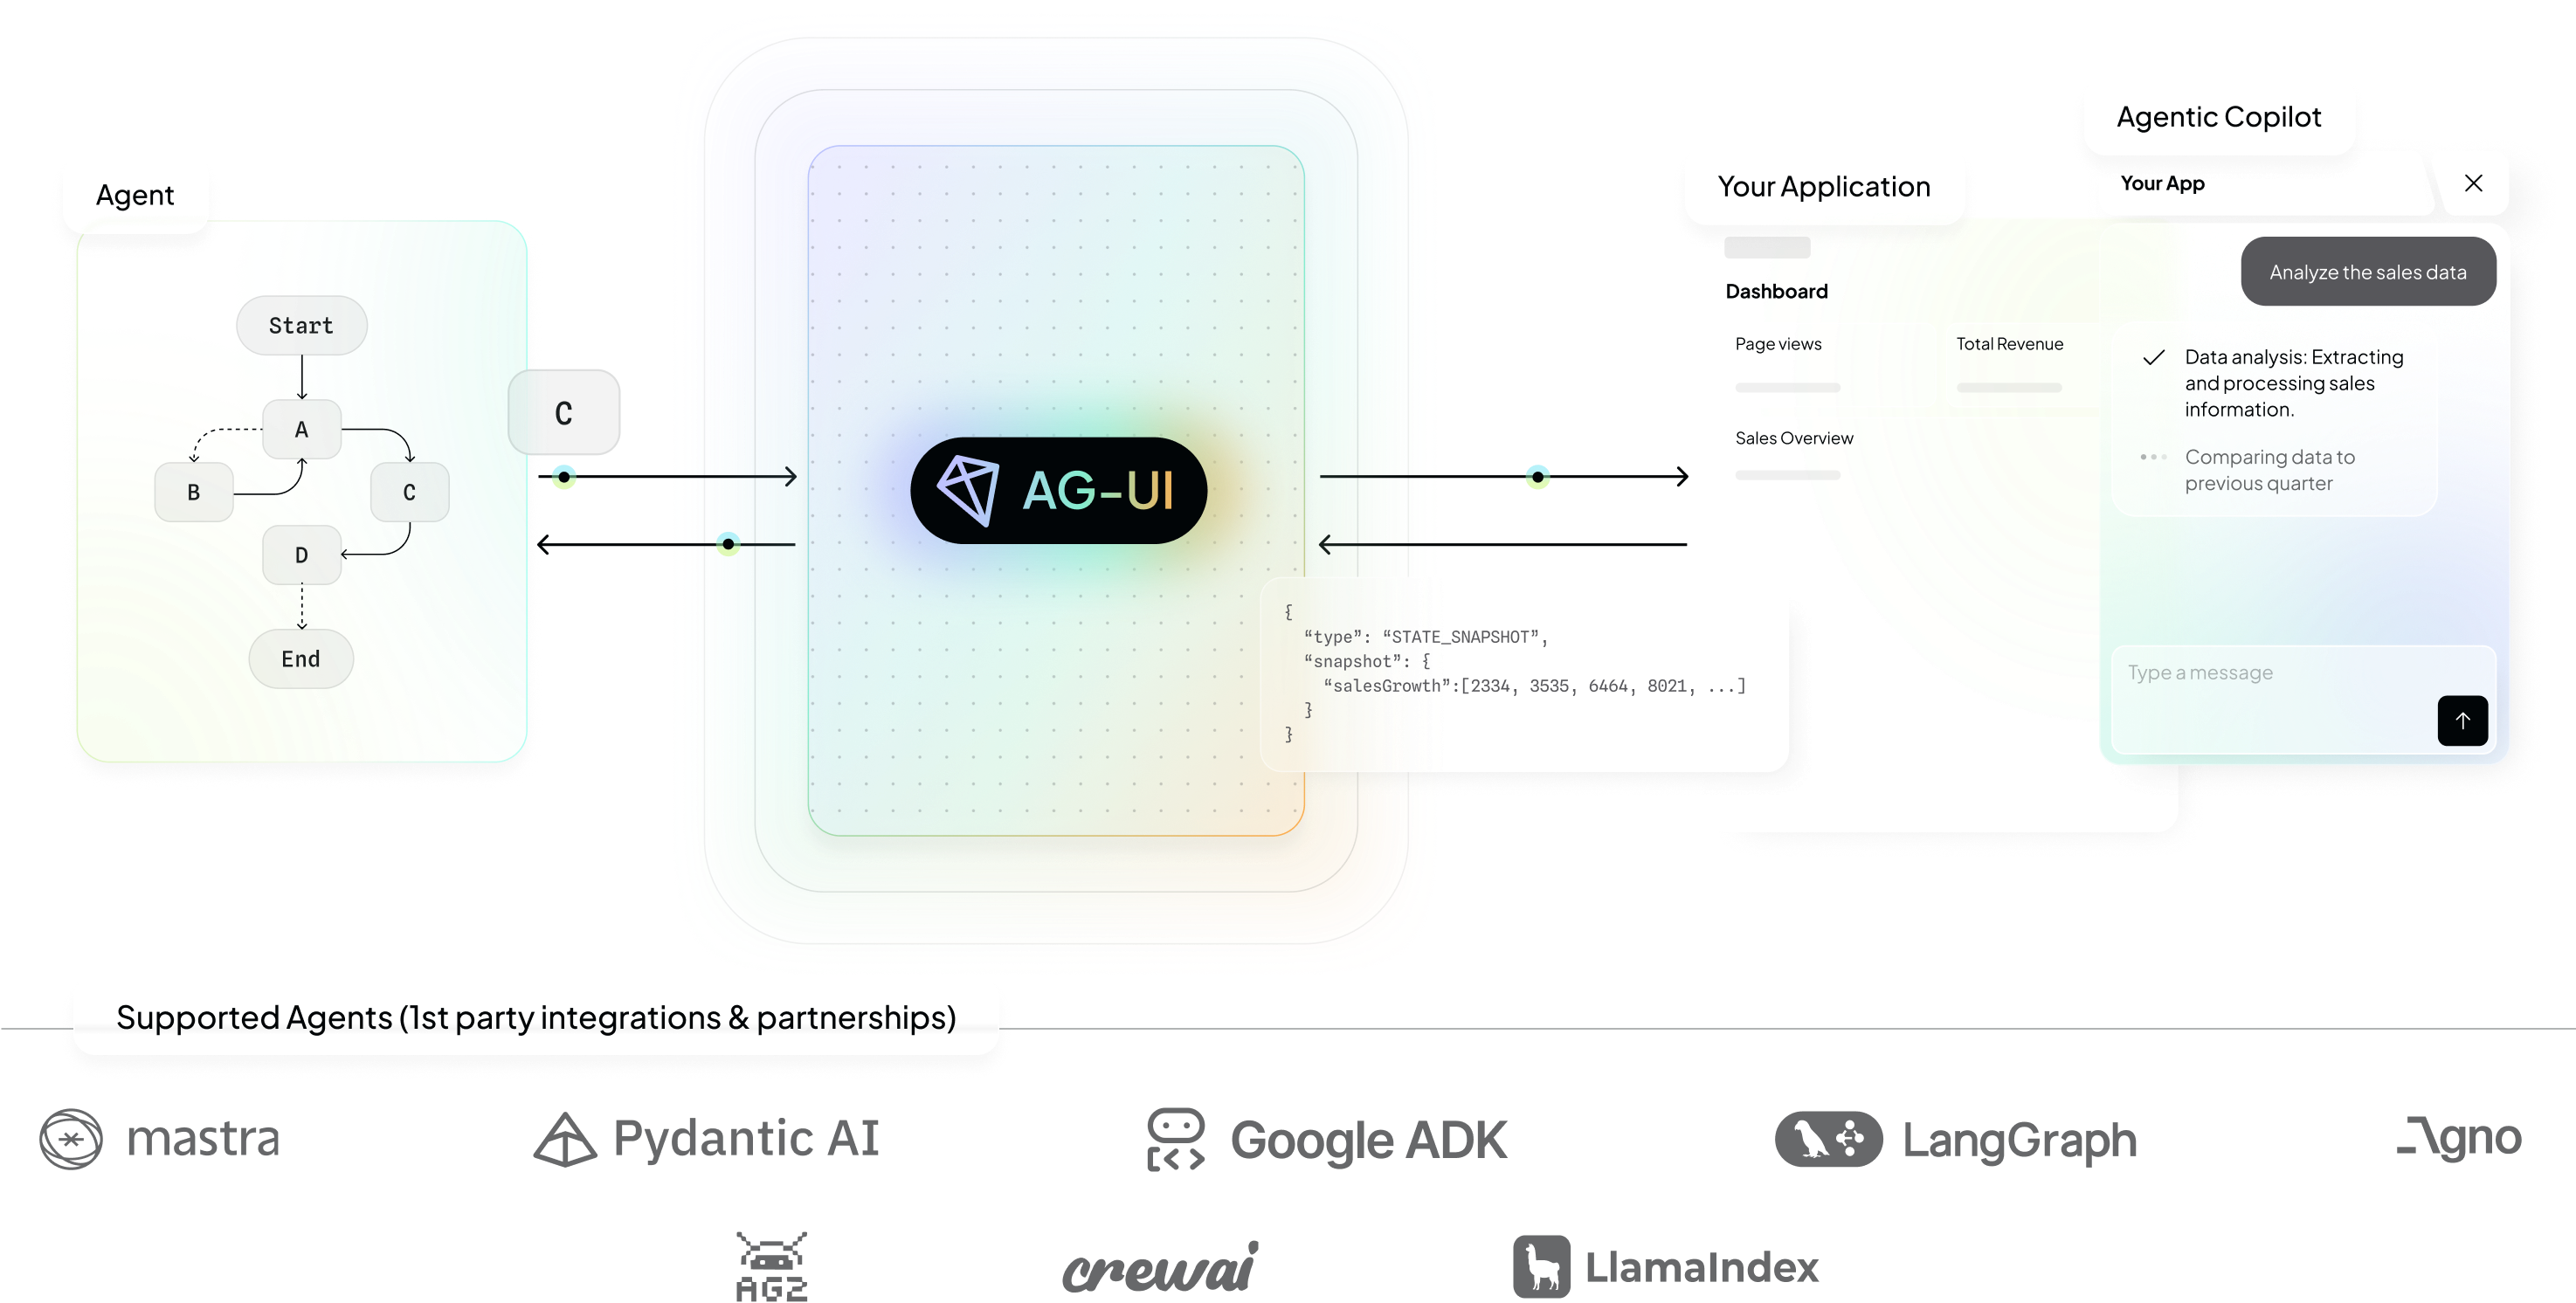 Agent
Start
A
B
C
D
End
C
AG-UI
{
“type”: “STATE_SNAPSHOT”,
“snapshot”: {
“salesGrowth”:[2334, 3535, 6464, 8021, ...]
}
}
Your Application
Dashboard
Page views
Total Revenue
Sales Overview
Agentic Copilot
Your App
Analyze the sales data
Data analysis: Extracting
and processing sales
information.
Comparing data to
previous quarter
Type a message
Supported Agents (1st party integrations & partnerships)
mastra
Pydantic AI
Google ADK
LangGraph
Agno
AG2
crewai
LlamaIndex